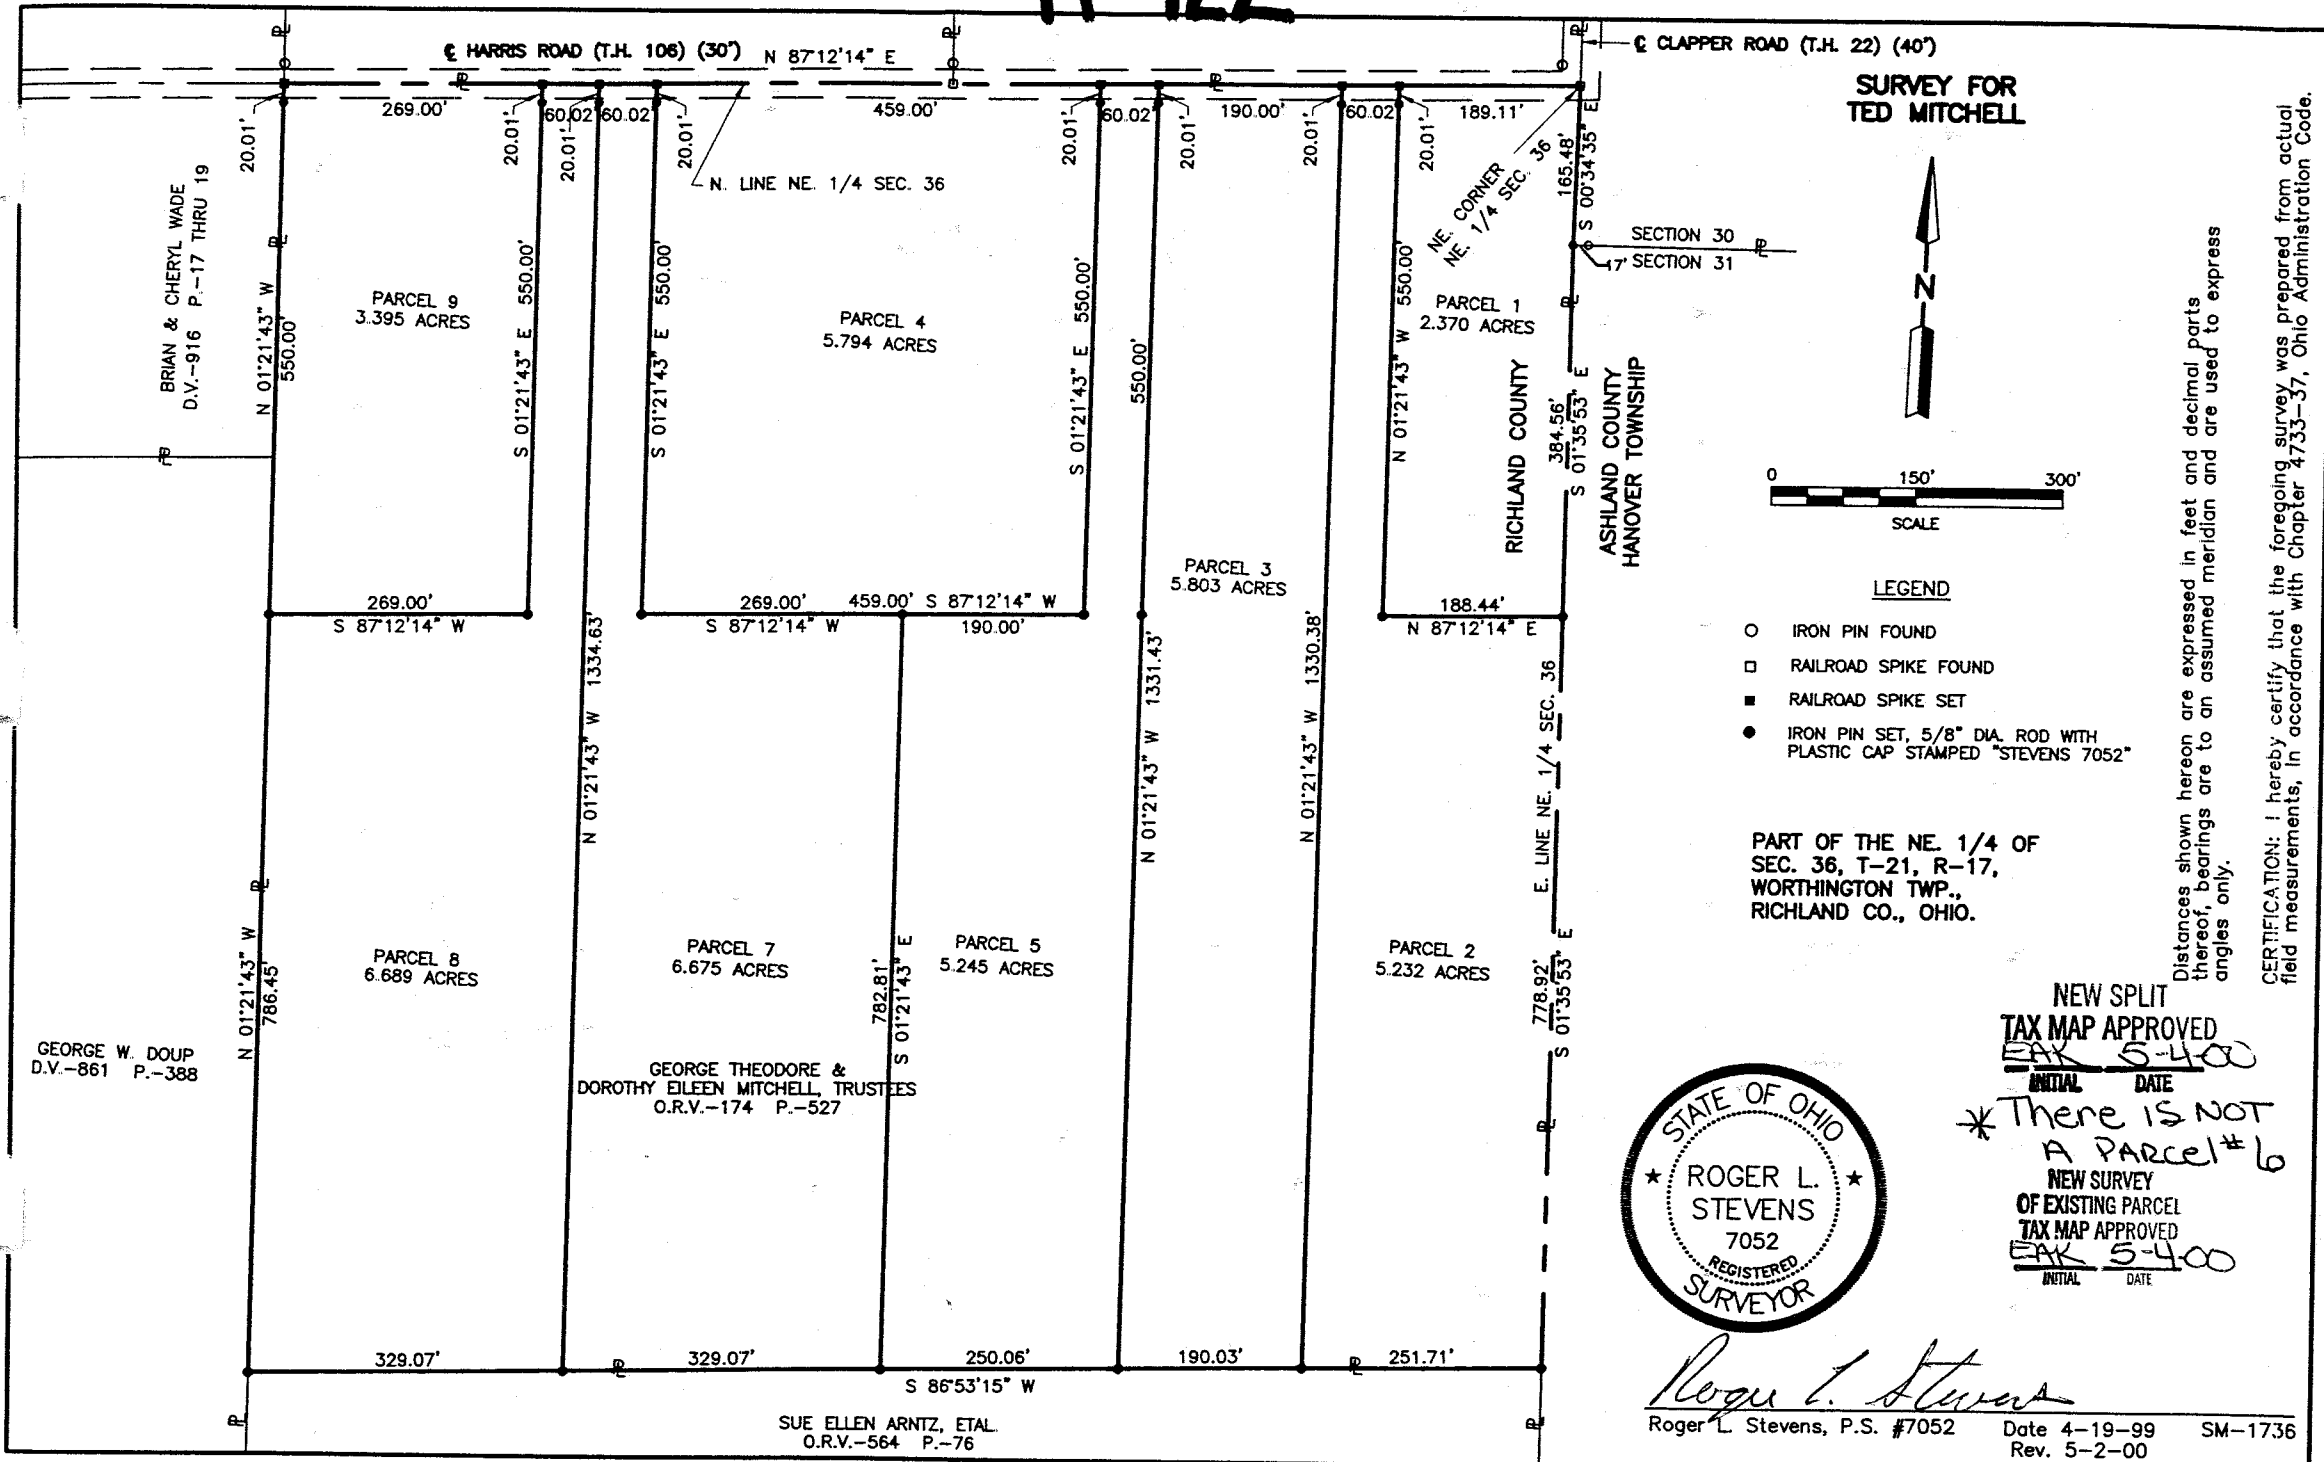 ℄ HARRIS ROAD (T.H. 106) (30')
N 87°12'14" E
℄ CLAPPER ROAD (T.H. 22) (40')
SURVEY FOR
TED MITCHELL
269.00'
60.02'
60.02'
459.00'
60.02'
190.00'
60.02'
189.11'
20.01'
20.01'
20.01'
20.01'
20.01'
20.01'
20.01'
20.01'
N. LINE NE. 1/4 SEC. 36
NE. CORNER
NE. 1/4 SEC. 36
165.48'
S 00°34'35" E
SECTION 30
17'
SECTION 31
BRIAN & CHERYL WADE
D.V.-916 P.-17 THRU 19
N 01°21'43" W
550.00'
PARCEL 9
3.395 ACRES
S 01°21'43" E 550.00'
S 01°21'43" E 550.00'
PARCEL 4
5.794 ACRES
S 01°21'43" E 550.00'
550.00'
N 01°21'43" W 550.00'
PARCEL 1
2.370 ACRES
RICHLAND COUNTY
384.56'
S 01°35'53" E
ASHLAND COUNTY
HANOVER TOWNSHIP
N
0 150' 300'
SCALE
PARCEL 3
5.803 ACRES
269.00'
S 87°12'14" W
269.00'
S 87°12'14" W
459.00' S 87°12'14" W
190.00'
188.44'
N 87°12'14" E
LEGEND
IRON PIN FOUND
RAILROAD SPIKE FOUND
RAILROAD SPIKE SET
IRON PIN SET, 5/8" DIA. ROD WITH
PLASTIC CAP STAMPED "STEVENS 7052"
N 01°21'43" W 1334.63'
N 01°21'43" W 1331.43'
N 01°21'43" W 1330.38'
E. LINE NE. 1/4 SEC. 36
PART OF THE NE. 1/4 OF
SEC. 36, T-21, R-17,
WORTHINGTON TWP.,
RICHLAND CO., OHIO.
Distances shown hereon are expressed in feet and decimal parts
thereof, bearings are to an assumed meridian and are used to express
angles only.
CERTIFICATION: I hereby certify that the foregoing survey was prepared from actual
field measurements, in accordance with Chapter 4733-37, Ohio Administration Code.
N 01°21'43" W
786.45'
PARCEL 8
6.689 ACRES
PARCEL 7
6.675 ACRES
782.81'
S 01°21'43" E
PARCEL 5
5.245 ACRES
PARCEL 2
5.232 ACRES
778.92'
S 01°35'53" E
GEORGE W. DOUP
D.V.-861 P.-388
GEORGE THEODORE &
DOROTHY EILEEN MITCHELL, TRUSTEES
O.R.V.-174 P.-527
NEW SPLIT
TAX MAP APPROVED
EAK 5-4-00
INITIAL DATE
* There IS NOT
A PARcel # 6
NEW SURVEY
OF EXISTING PARCEL
TAX MAP APPROVED
EAK 5-4-00
INITIAL DATE
STATE OF OHIO
ROGER L.
STEVENS
7052
REGISTERED
SURVEYOR
329.07'
329.07'
250.06'
190.03'
251.71'
S 86°53'15" W
SUE ELLEN ARNTZ, ETAL.
O.R.V.-564 P.-76
Roger L. Stevens
Roger L. Stevens, P.S. #7052 Date 4-19-99 SM-1736
Rev. 5-2-00